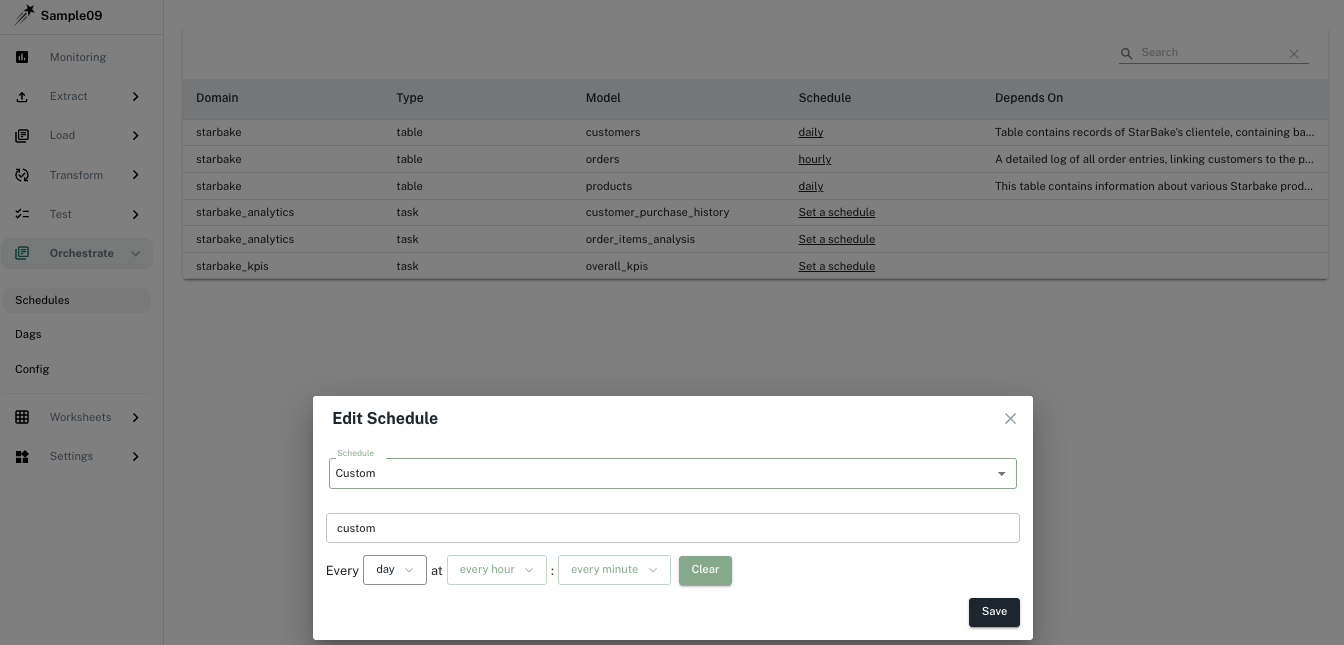 Sample09
Monitoring
Extract
Load
Transform
Test
Orchestrate
Schedules
Dags
Config
Worksheets
Settings
Search
Domain Type Model Schedule Depends On
starbake table customers daily Table contains records of StarBake's clientele, containing ba...
starbake table orders hourly A detailed log of all order entries, linking customers to the p...
starbake table products daily This table contains information about various Starbake prod...
starbake_analytics task customer_purchase_history Set a schedule
starbake_analytics task order_items_analysis Set a schedule
starbake_kpis task overall_kpis Set a schedule
Edit Schedule
Schedule
Custom
custom
Every day at every hour : every minute Clear
Save